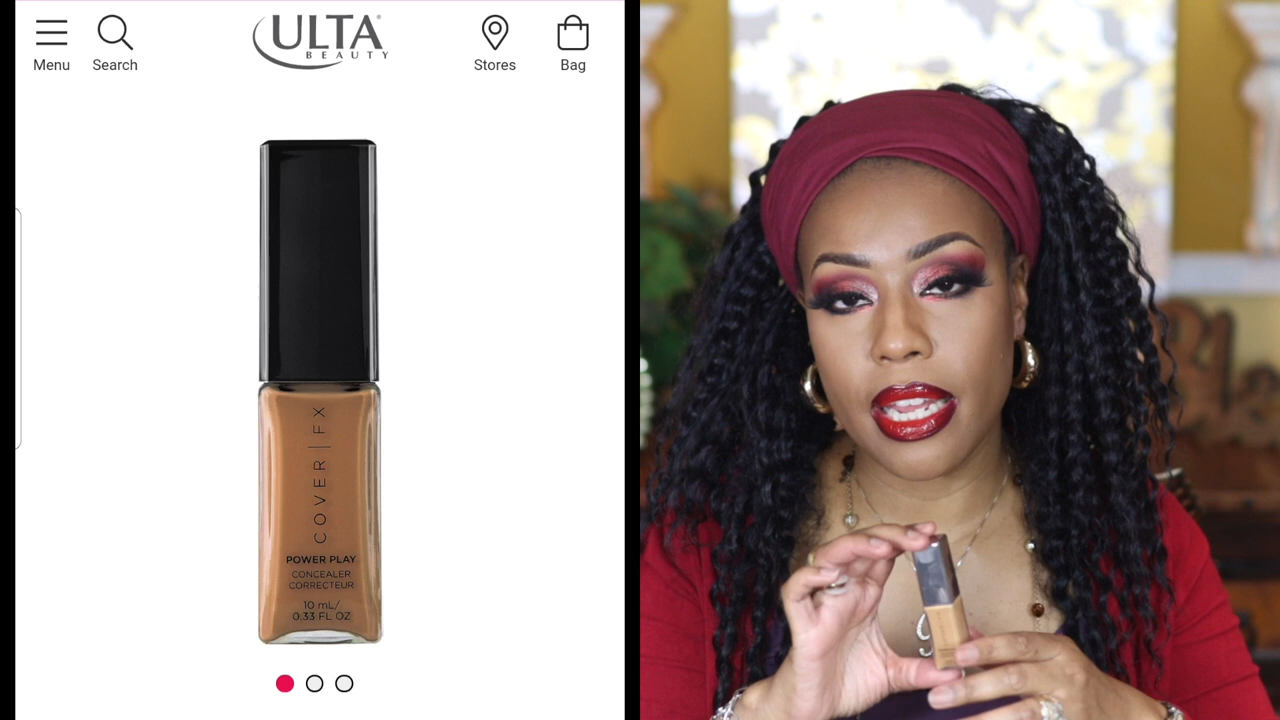 Menu
Search
ULTA
BEAUTY
Stores
Bag
COVER | FX
POWER PLAY
CONCEALER
CORRECTEUR
10 mL/
0.33 FL OZ